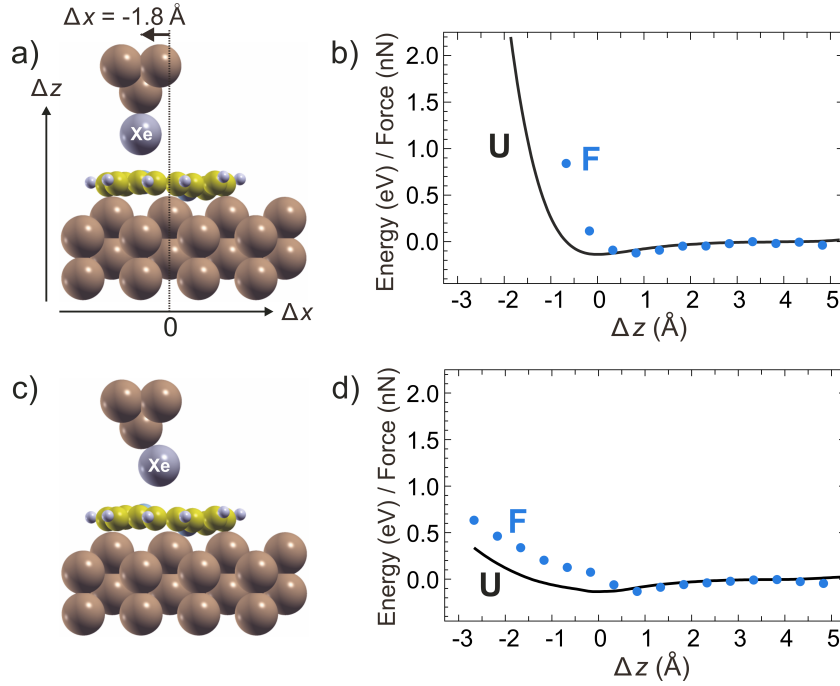 Δx = -1.8 Å
a)
Δz
Xe
0
Δx
b)
Energy (eV) / Force (nN)
2.0
1.5
1.0
0.5
0.0
U
F
-3 -2 -1 0 1 2 3 4 5
Δz (Å)
c)
Xe
d)
Energy (eV) / Force (nN)
2.0
1.5
1.0
0.5
0.0
F
U
-3 -2 -1 0 1 2 3 4 5
Δz (Å)